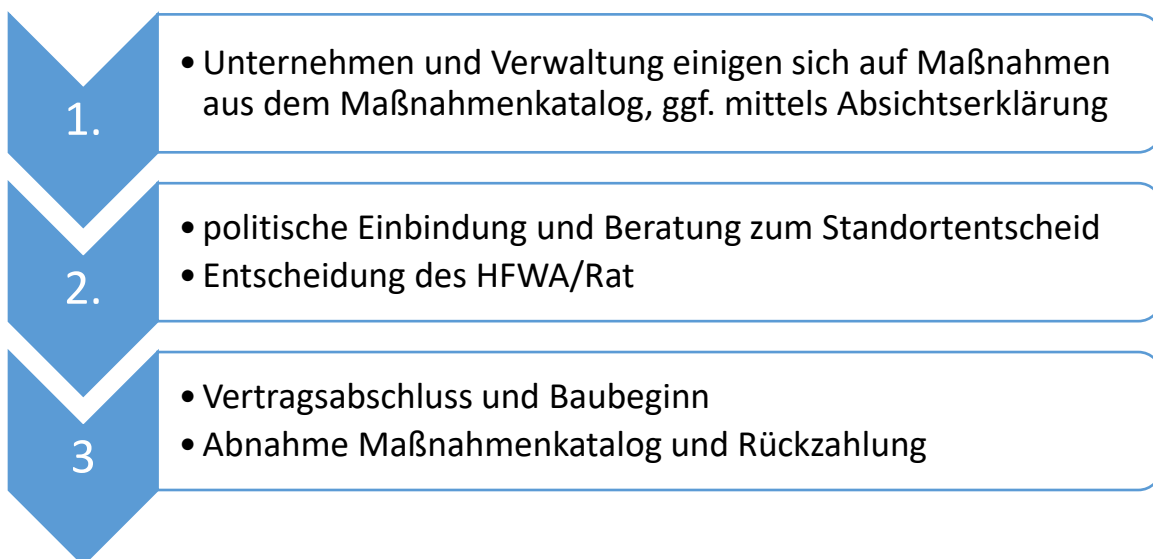 1.
• Unternehmen und Verwaltung einigen sich auf Maßnahmen
aus dem Maßnahmenkatalog, ggf. mittels Absichtserklärung
2.
• politische Einbindung und Beratung zum Standortentscheid
• Entscheidung des HFWA/Rat
3
• Vertragsabschluss und Baubeginn
• Abnahme Maßnahmenkatalog und Rückzahlung